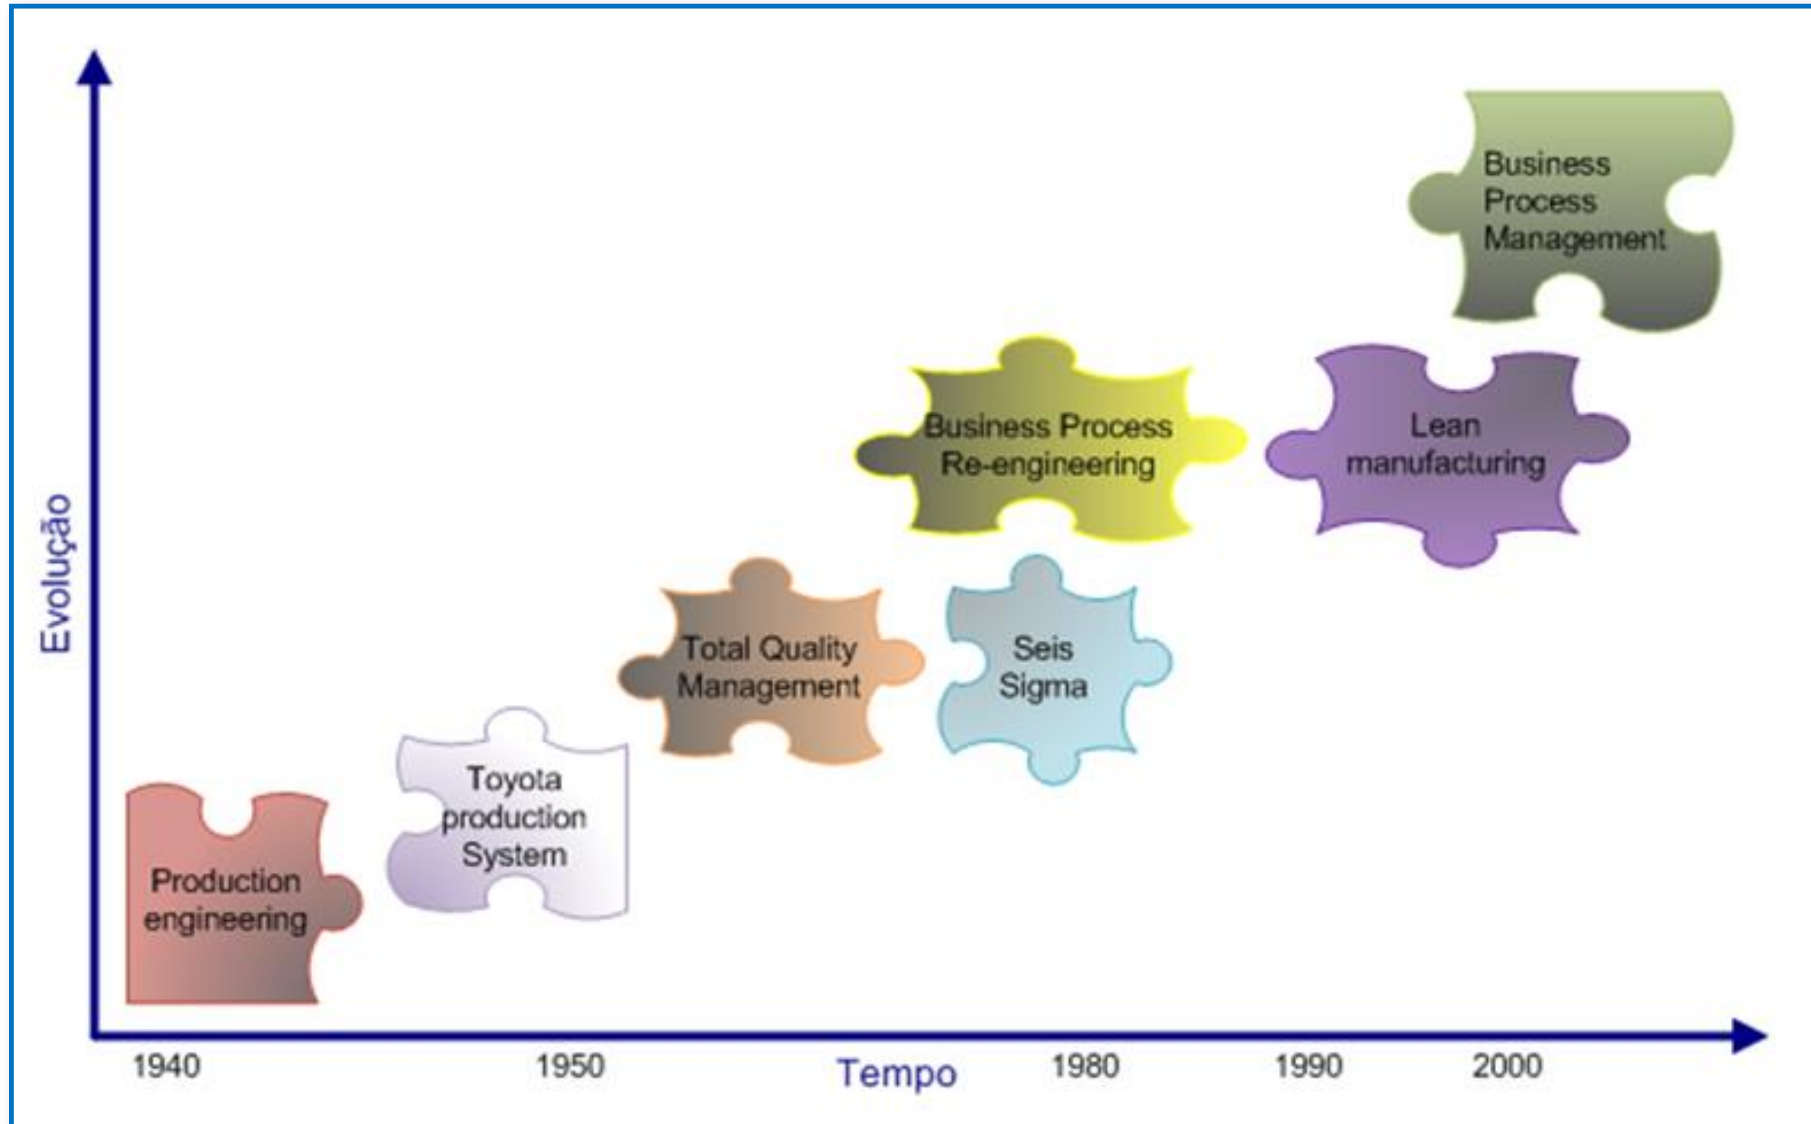 Business
Process
Management
Business Process
Re-engineering
Lean
manufacturing
Evolução
Total Quality
Management
Seis
Sigma
Toyota
production
System
Production
engineering
1940
1950
Tempo
1980
1990
2000